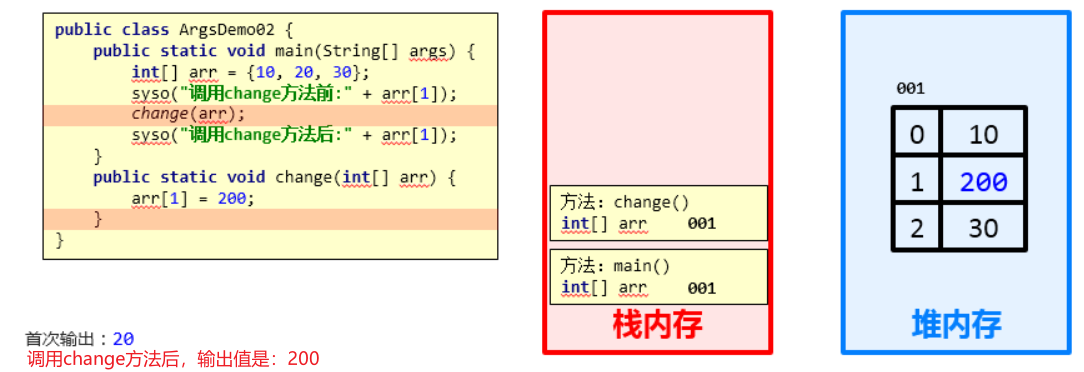 public class ArgsDemo02 {
public static void main(String[] args) {
int[] arr = {10, 20, 30};
syso("调用change方法前:" + arr[1]);
change(arr);
syso("调用change方法后:" + arr[1]);
}
public static void change(int[] arr) {
arr[1] = 200;
}
}
首次输出：20
调用change方法后，输出值是：200
方法：change()
int[] arr 001
方法：main()
int[] arr 001
栈内存
001
0 10
1 200
2 30
堆内存